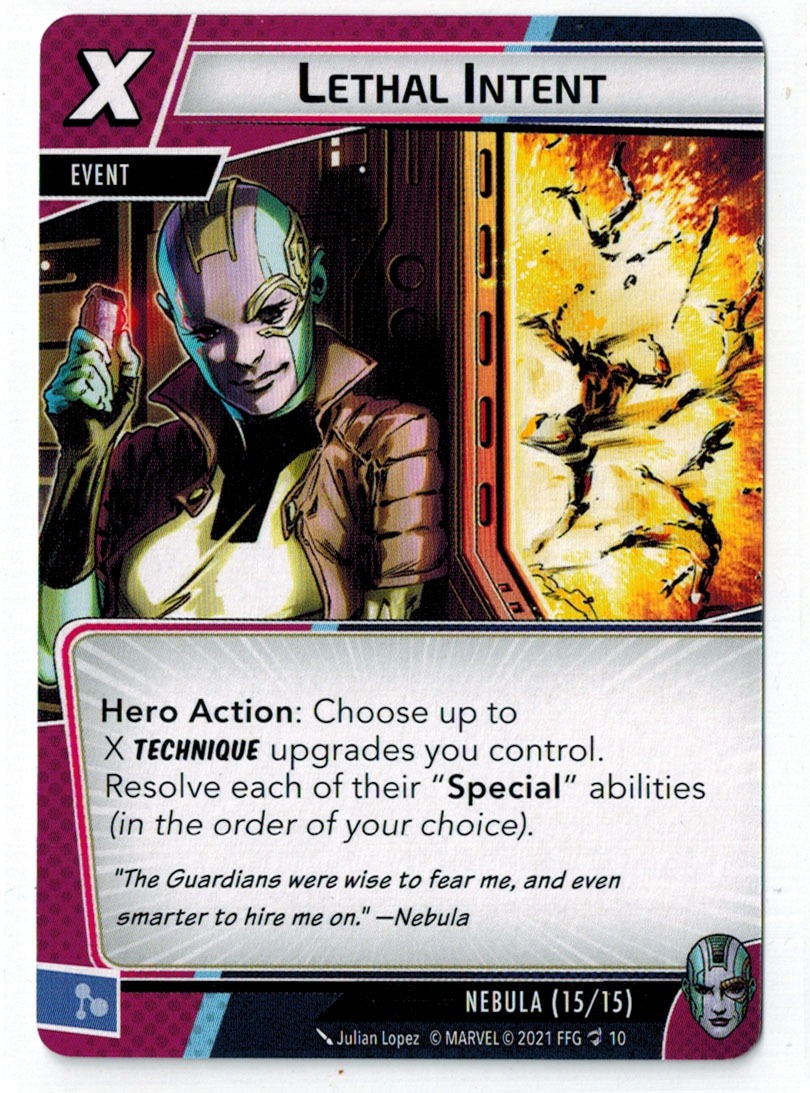 X
LETHAL INTENT
EVENT
Hero Action: Choose up to
X TECHNIQUE upgrades you control.
Resolve each of their "Special" abilities
(in the order of your choice).
"The Guardians were wise to fear me, and even
smarter to hire me on." —Nebula
NEBULA (15/15)
Julian Lopez © MARVEL © 2021 FFG 10